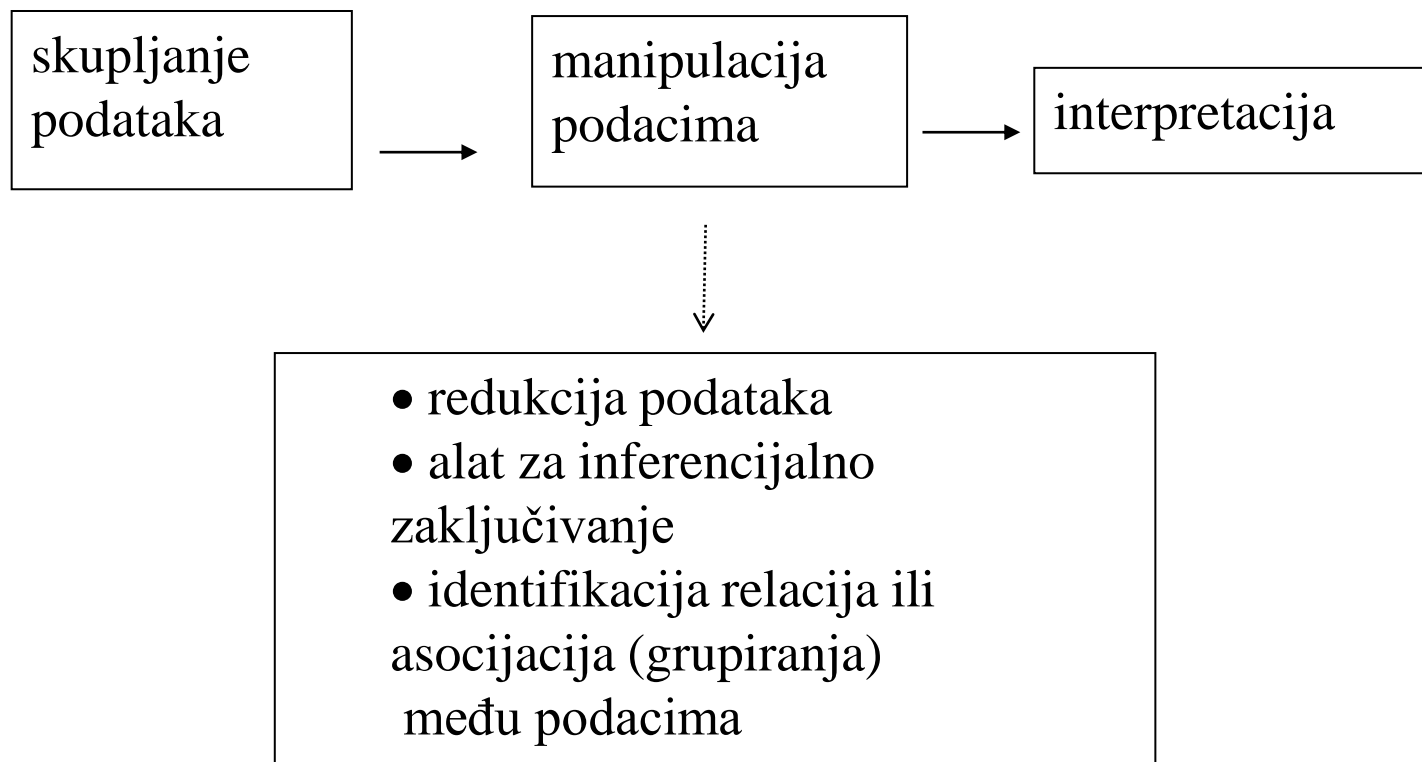 skupljanje
podataka
manipulacija
podacima
interpretacija
• redukcija podataka
• alat za inferencijalno
zaključivanje
• identifikacija relacija ili
asocijacija (grupiranja)
među podacima